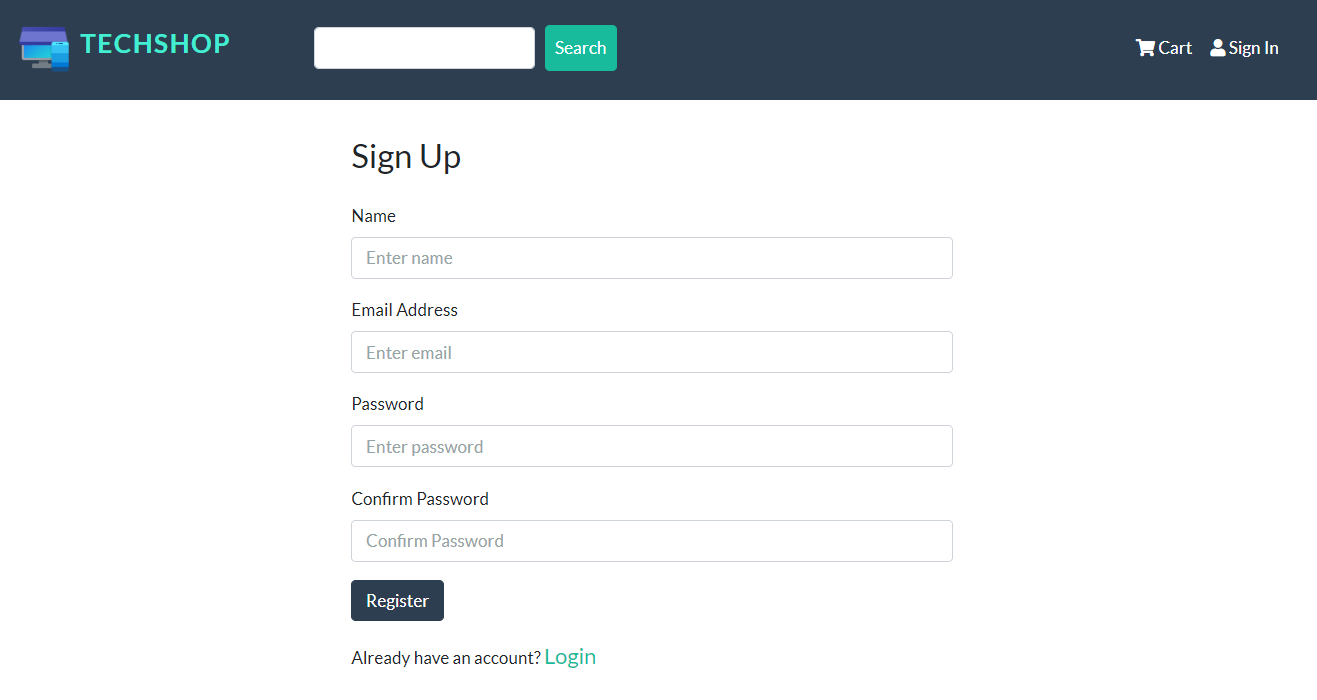 TECHSHOP
Search
Cart
Sign In
Sign Up
Name
Enter name
Email Address
Enter email
Password
Enter password
Confirm Password
Confirm Password
Register
Already have an account? Login